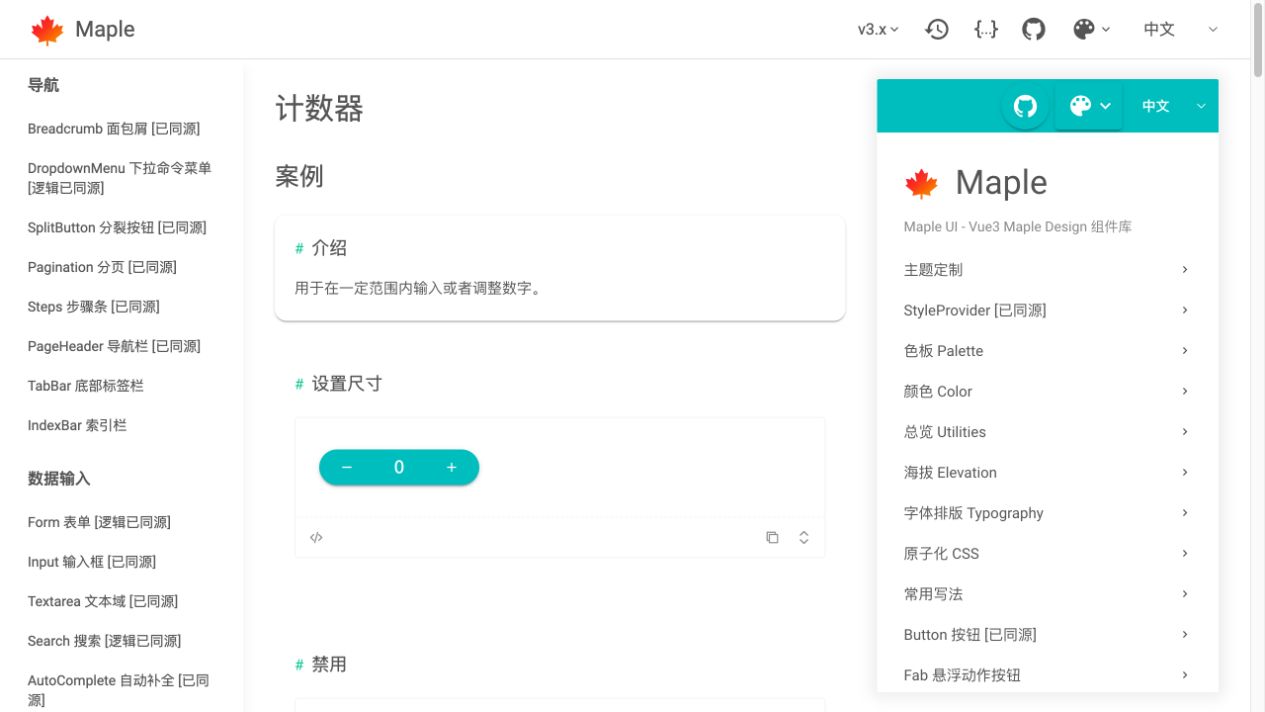 Maple
v3.x
{...}
中文
导航
Breadcrumb 面包屑 [已同源]
DropdownMenu 下拉命令菜单
[逻辑已同源]
SplitButton 分裂按钮 [已同源]
Pagination 分页 [已同源]
Steps 步骤条 [已同源]
PageHeader 导航栏 [已同源]
TabBar 底部标签栏
IndexBar 索引栏
数据输入
Form 表单 [逻辑已同源]
Input 输入框 [已同源]
Textarea 文本域 [已同源]
Search 搜索 [逻辑已同源]
AutoComplete 自动补全 [已同
源]
计数器
案例
# 介绍
用于在一定范围内输入或者调整数字。
# 设置尺寸
− 0 +
</>
# 禁用
中文
Maple
Maple UI - Vue3 Maple Design 组件库
主题定制
StyleProvider [已同源]
色板 Palette
颜色 Color
总览 Utilities
海拔 Elevation
字体排版 Typography
原子化 CSS
常用写法
Button 按钮 [已同源]
Fab 悬浮动作按钮